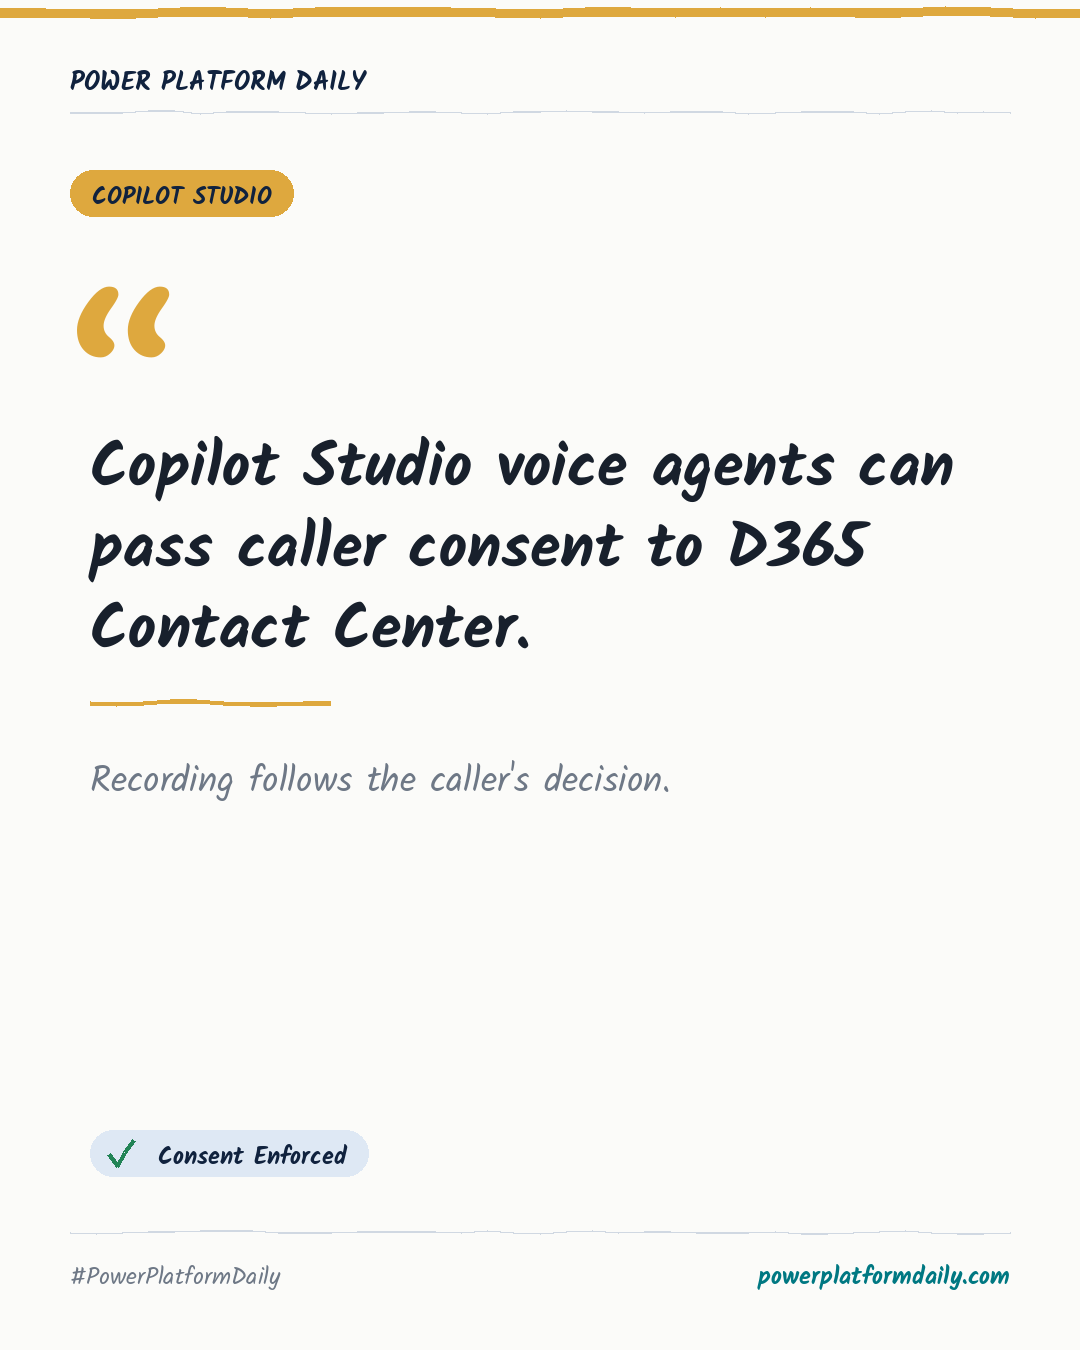 POWER PLATFORM DAILY
COPILOT STUDIO
“
Copilot Studio voice agents can
pass caller consent to D365
Contact Center.
Recording follows the caller's decision.
✓ Consent Enforced
#PowerPlatformDaily
powerplatformdaily.com